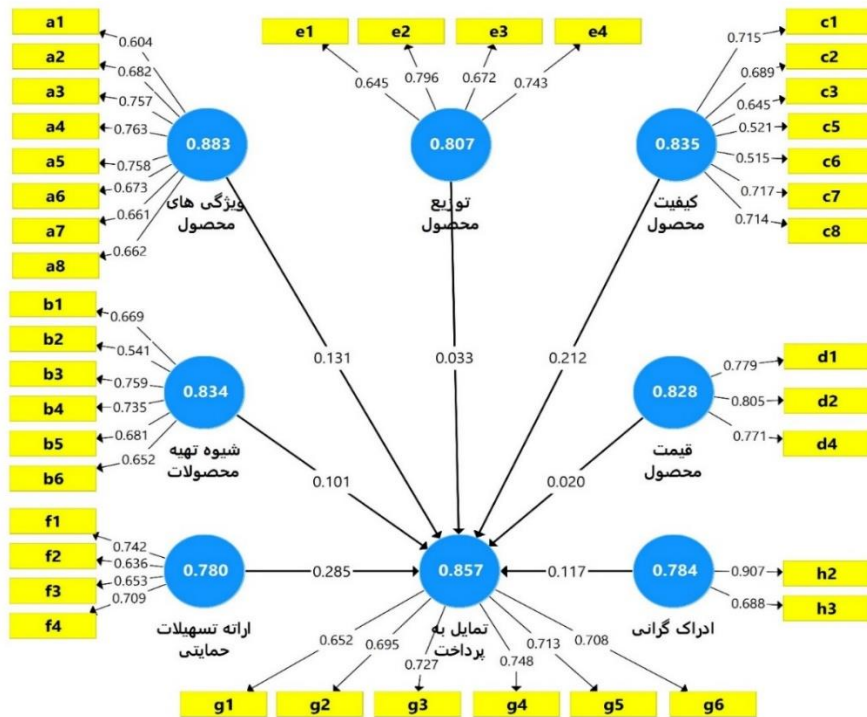 a1
a2
a3
a4
a5
a6
a7
a8
0.604
0.682
0.757
0.763
0.758
0.673
0.661
0.662
0.883
ویژگی های
محصول
e1
e2
e3
e4
0.645
0.796
0.672
0.743
0.807
توزیع
محصول
c1
c2
c3
c5
c6
c7
c8
0.715
0.689
0.645
0.521
0.515
0.717
0.714
0.835
کیفیت
محصول
b1
b2
b3
b4
b5
b6
0.669
0.541
0.759
0.735
0.681
0.652
0.834
شیوه تهیه
محصولات
0.131
0.033
0.212
0.101
0.020
0.285
0.117
d1
d2
d4
0.779
0.805
0.771
0.828
قیمت
محصول
f1
f2
f3
f4
0.742
0.636
0.653
0.709
0.780
ارائه تسهیلات
حمایتی
0.857
تمایل به
پرداخت
0.784
ادراک گرانی
0.907
0.688
h2
h3
0.652
0.695
0.727
0.748
0.713
0.708
g1
g2
g3
g4
g5
g6